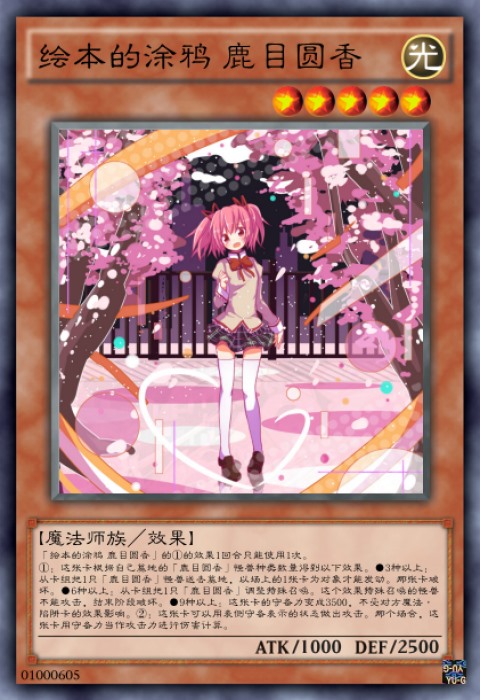 绘本的涂鸦 鹿目圆香
光
【魔法师族／效果】
「绘本的涂鸦 鹿目圆香」的①的效果1回合只能使用1次。
①：这张卡根据自己墓地的「鹿目圆香」怪兽种类数量得到以下效果。●3种以上：
从卡组把1只「鹿目圆香」怪兽送去墓地，以场上的1张卡为对象才能发动。那张卡破
坏。●6种以上：从卡组把1只「鹿目圆香」调整特殊召唤。这个效果特殊召唤的怪兽
不能攻击，结束阶段破坏。●9种以上：这张卡的守备力变成3500，不受对方魔法·
陷阱卡的效果影响。②：这张卡可以用表侧守备表示的状态做出攻击。那个场合，这
张卡用守备力当作攻击力进行伤害计算。
ATK/1000 DEF/2500
01000605